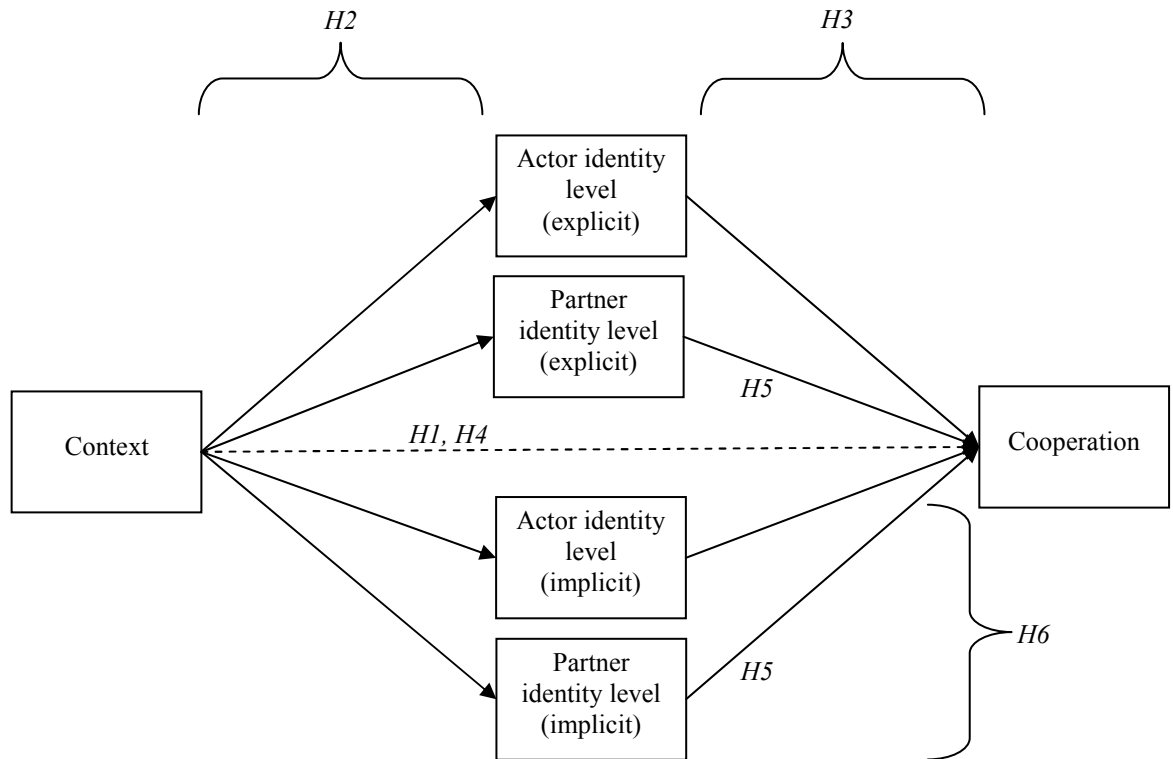 H2
H3
Actor identity
level
(explicit)
Partner
identity level
(explicit)
H5
H1, H4
Context
Cooperation
Actor identity
level
(implicit)
H6
Partner
identity level
(implicit)
H5